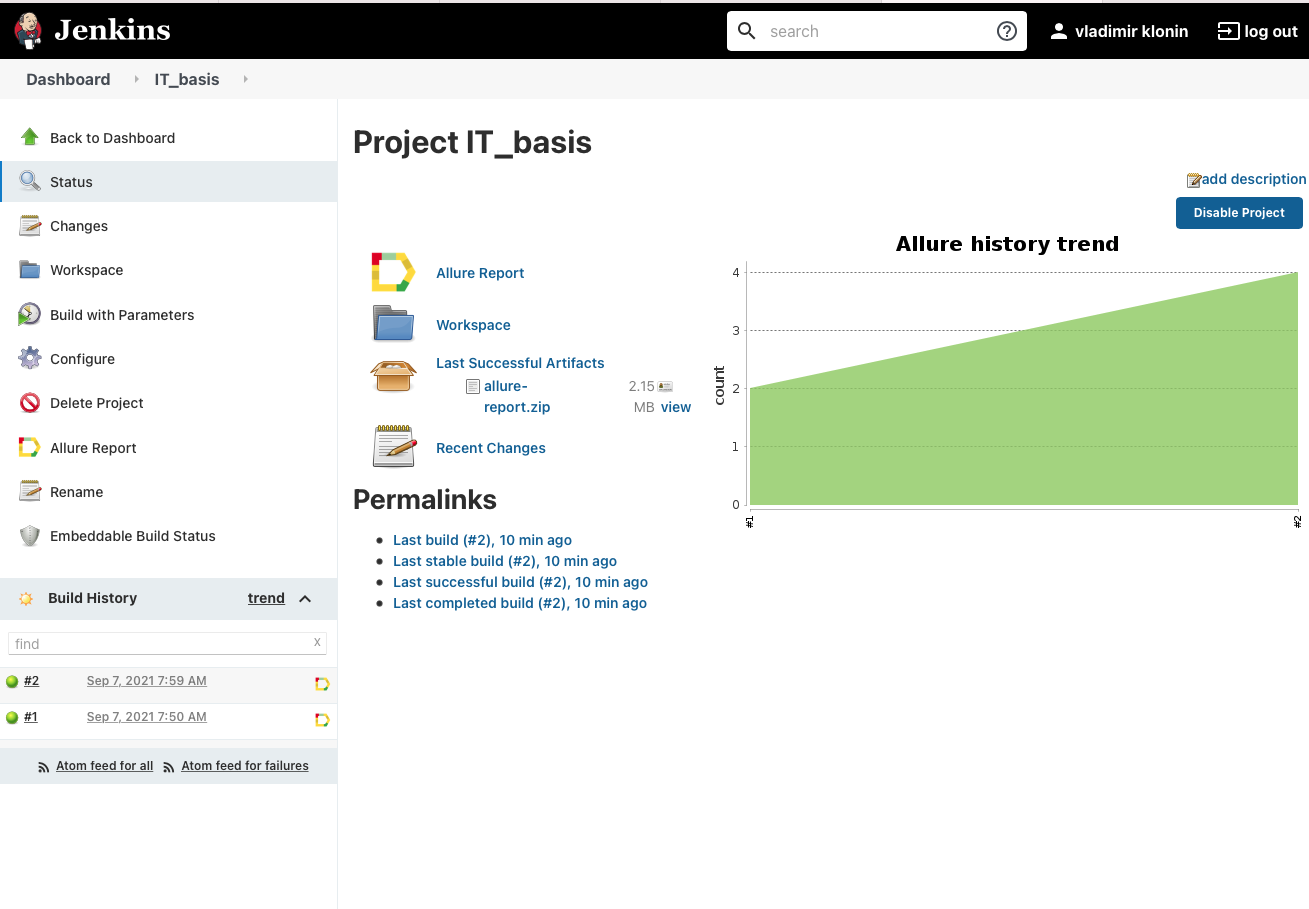 Jenkins
search
vladimir klonin
log out
Dashboard
IT_basis
Back to Dashboard
Status
Changes
Workspace
Build with Parameters
Configure
Delete Project
Allure Report
Rename
Embeddable Build Status
Build History
trend
find
X
#2
Sep 7, 2021 7:59 AM
#1
Sep 7, 2021 7:50 AM
Atom feed for all
Atom feed for failures
Project IT_basis
add description
Disable Project
Allure Report
Workspace
Last Successful Artifacts
allure-
report.zip
2.15
MB
view
Recent Changes
Permalinks
Last build (#2), 10 min ago
Last stable build (#2), 10 min ago
Last successful build (#2), 10 min ago
Last completed build (#2), 10 min ago
Allure history trend
count
4
3
2
1
0
#1
#2